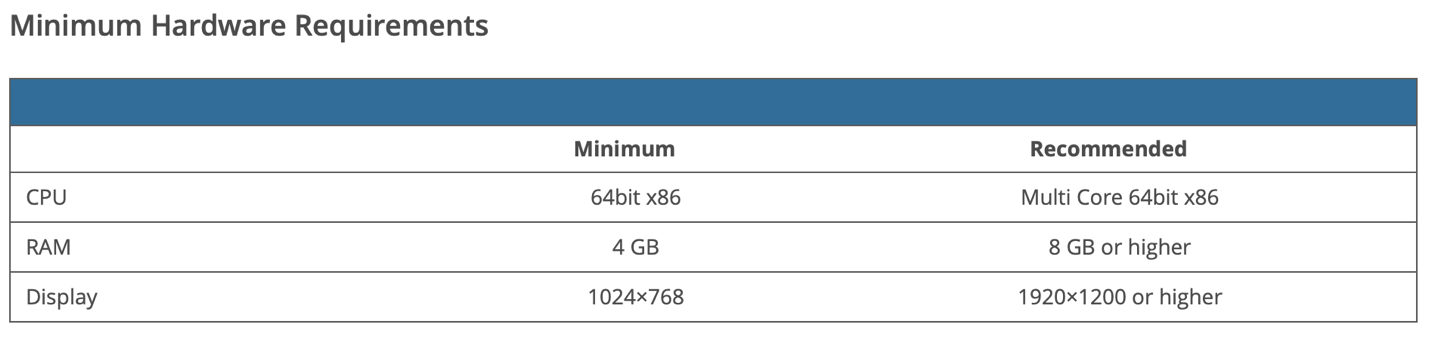 Minimum Hardware Requirements
Minimum Recommended
CPU 64bit x86 Multi Core 64bit x86
RAM 4 GB 8 GB or higher
Display 1024×768 1920×1200 or higher